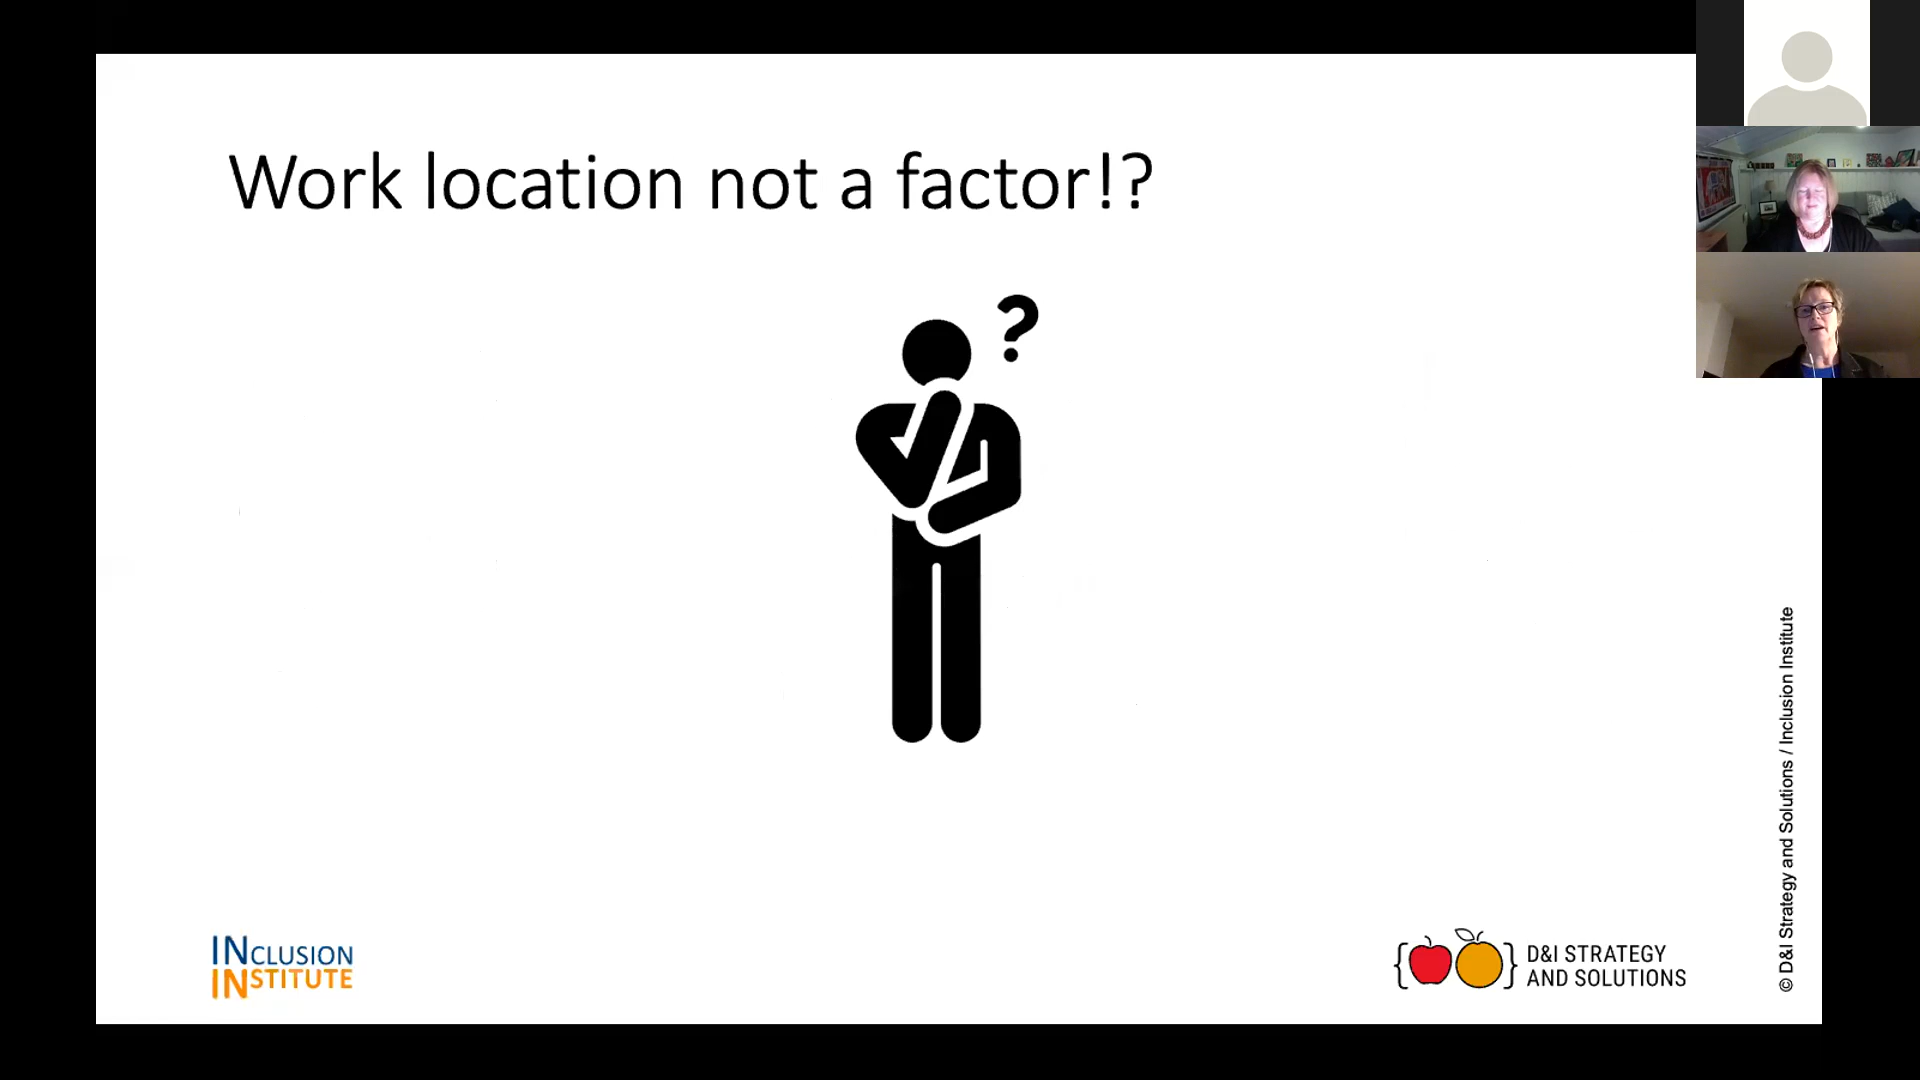 Work location not a factor!?
?
INCLUSION
INSTITUTE
D&I STRATEGY
AND SOLUTIONS
© D&I Strategy and Solutions / Inclusion Institute